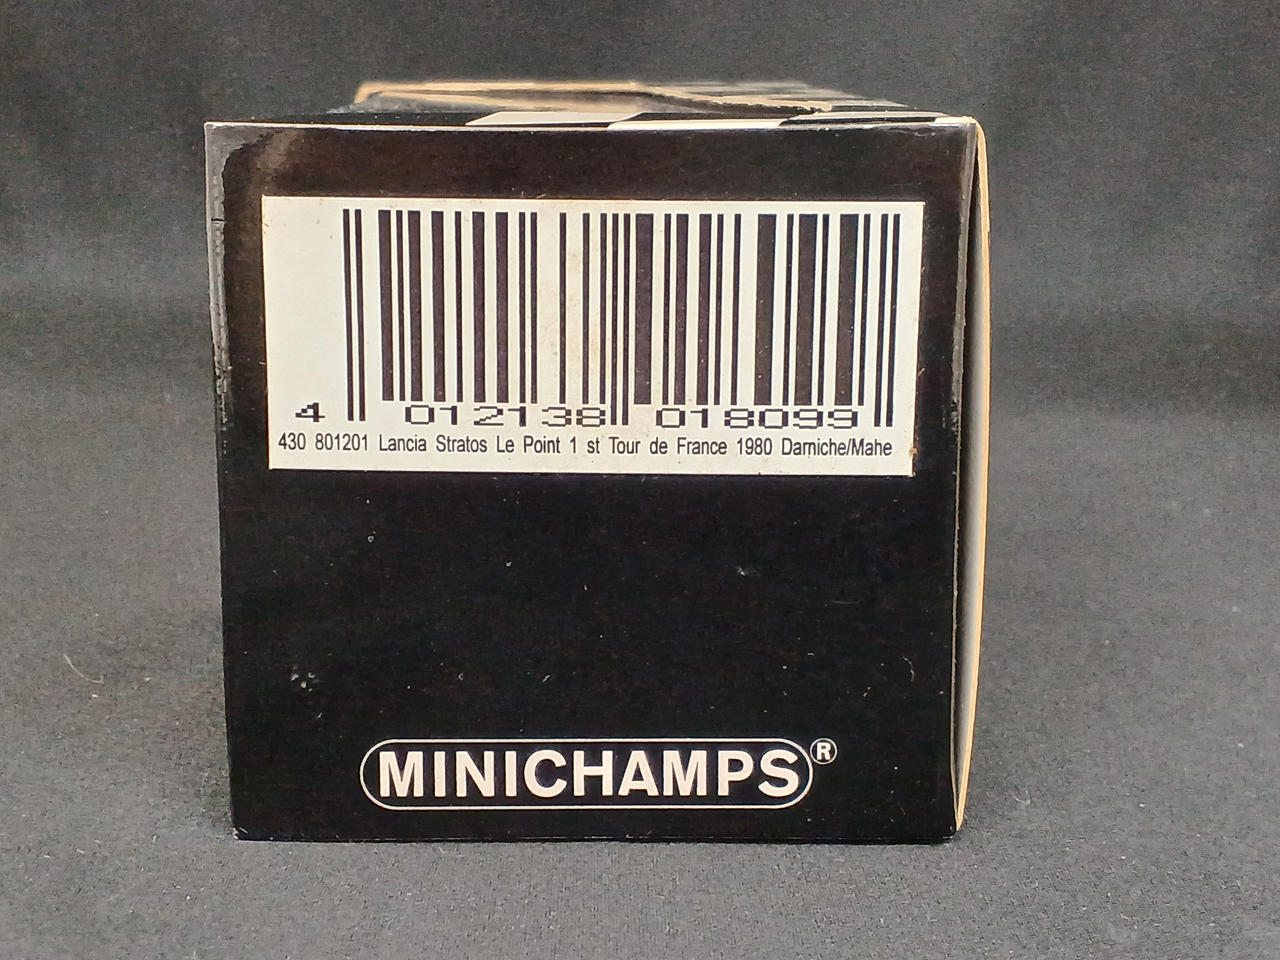 4 012138 018099
430 801201 Lancia Stratos Le Point 1 st Tour de France 1980 Darniche/Mahe
MINICHAMPS®